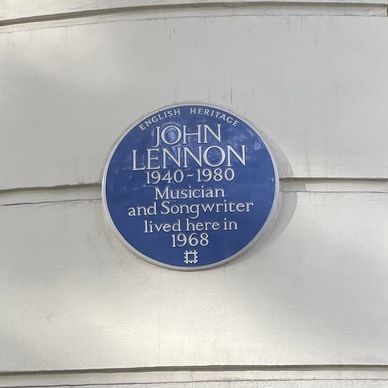 ENGLISH HERITAGE
JOHN
LENNON
1940-1980
Musician
and Songwriter
lived here in
1968